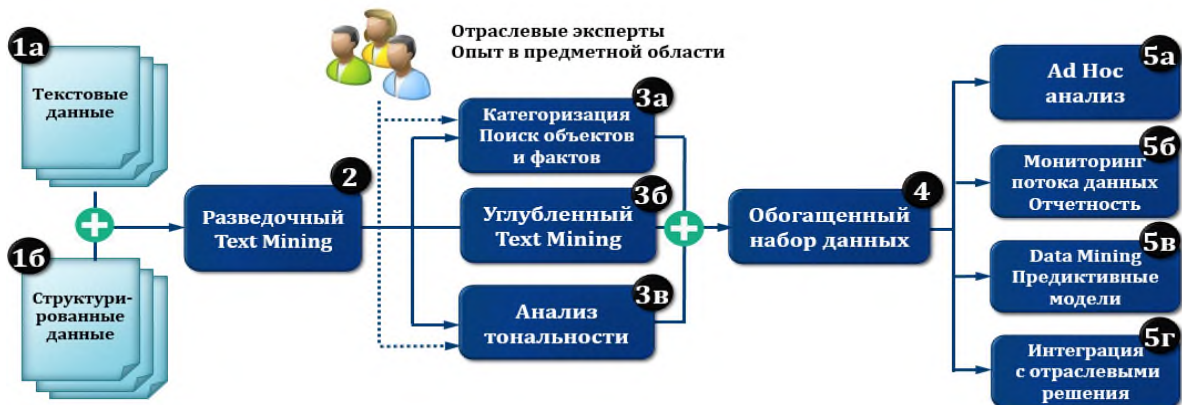 1а
Текстовые
данные
1б
Структури-
рованные
данные
2
Разведочный
Text Mining
Отраслевые эксперты
Опыт в предметной области
3а
Категоризация
Поиск объектов
и фактов
3б
Углубленный
Text Mining
3в
Анализ
тональности
4
Обогащенный
набор данных
5а
Ad Hoc
анализ
5б
Мониторинг
потока данных
Отчетность
5в
Data Mining
Предиктивные
модели
5г
Интеграция
с отраслевыми
решения